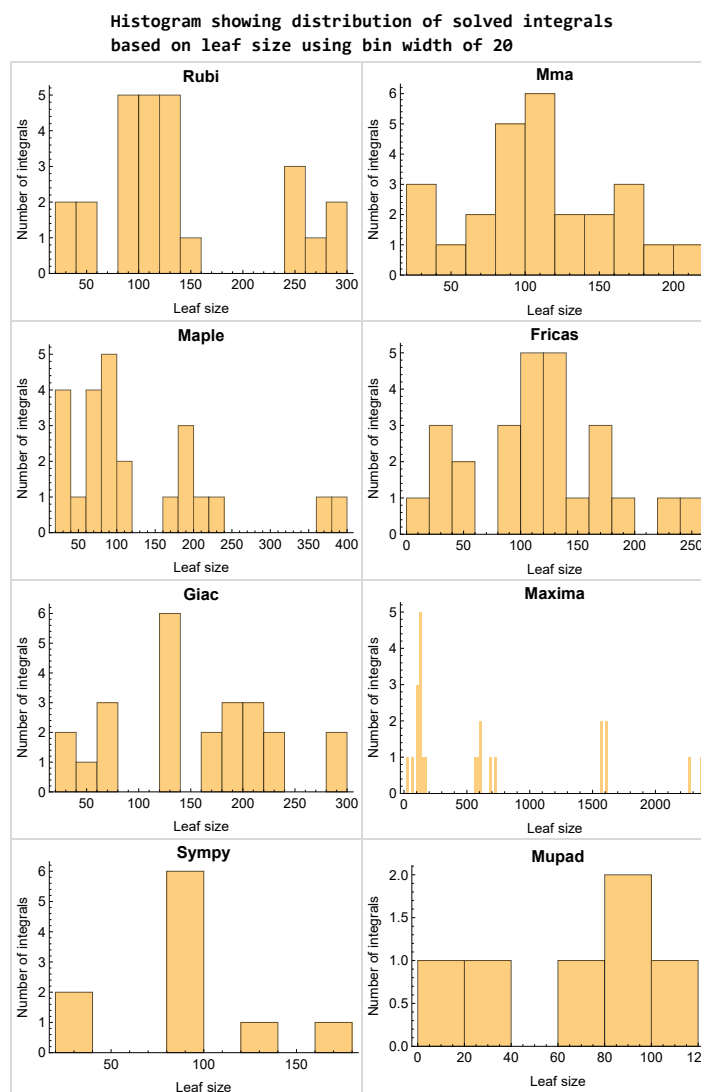 Histogram showing distribution of solved integrals
based on leaf size using bin width of 20
Rubi
Number of integrals
5
4
3
2
1
0
50 100 150 200 250 300
Leaf size
Mma
Number of integrals
6
5
4
3
2
1
0
50 100 150 200
Leaf size
Maple
Number of integrals
5
4
3
2
1
0
50 100 150 200 250 300 350 400
Leaf size
Fricas
Number of integrals
5
4
3
2
1
0
0 50 100 150 200 250
Leaf size
Giac
Number of integrals
6
5
4
3
2
1
0
50 100 150 200 250 300
Leaf size
Maxima
Number of integrals
5
4
3
2
1
0
0 500 1000 1500 2000
Leaf size
Sympy
Number of integrals
6
5
4
3
2
1
0
50 100 150
Leaf size
Mupad
Number of integrals
2.0
1.5
1.0
0.5
0.0
0 20 40 60 80 100 12
Leaf size